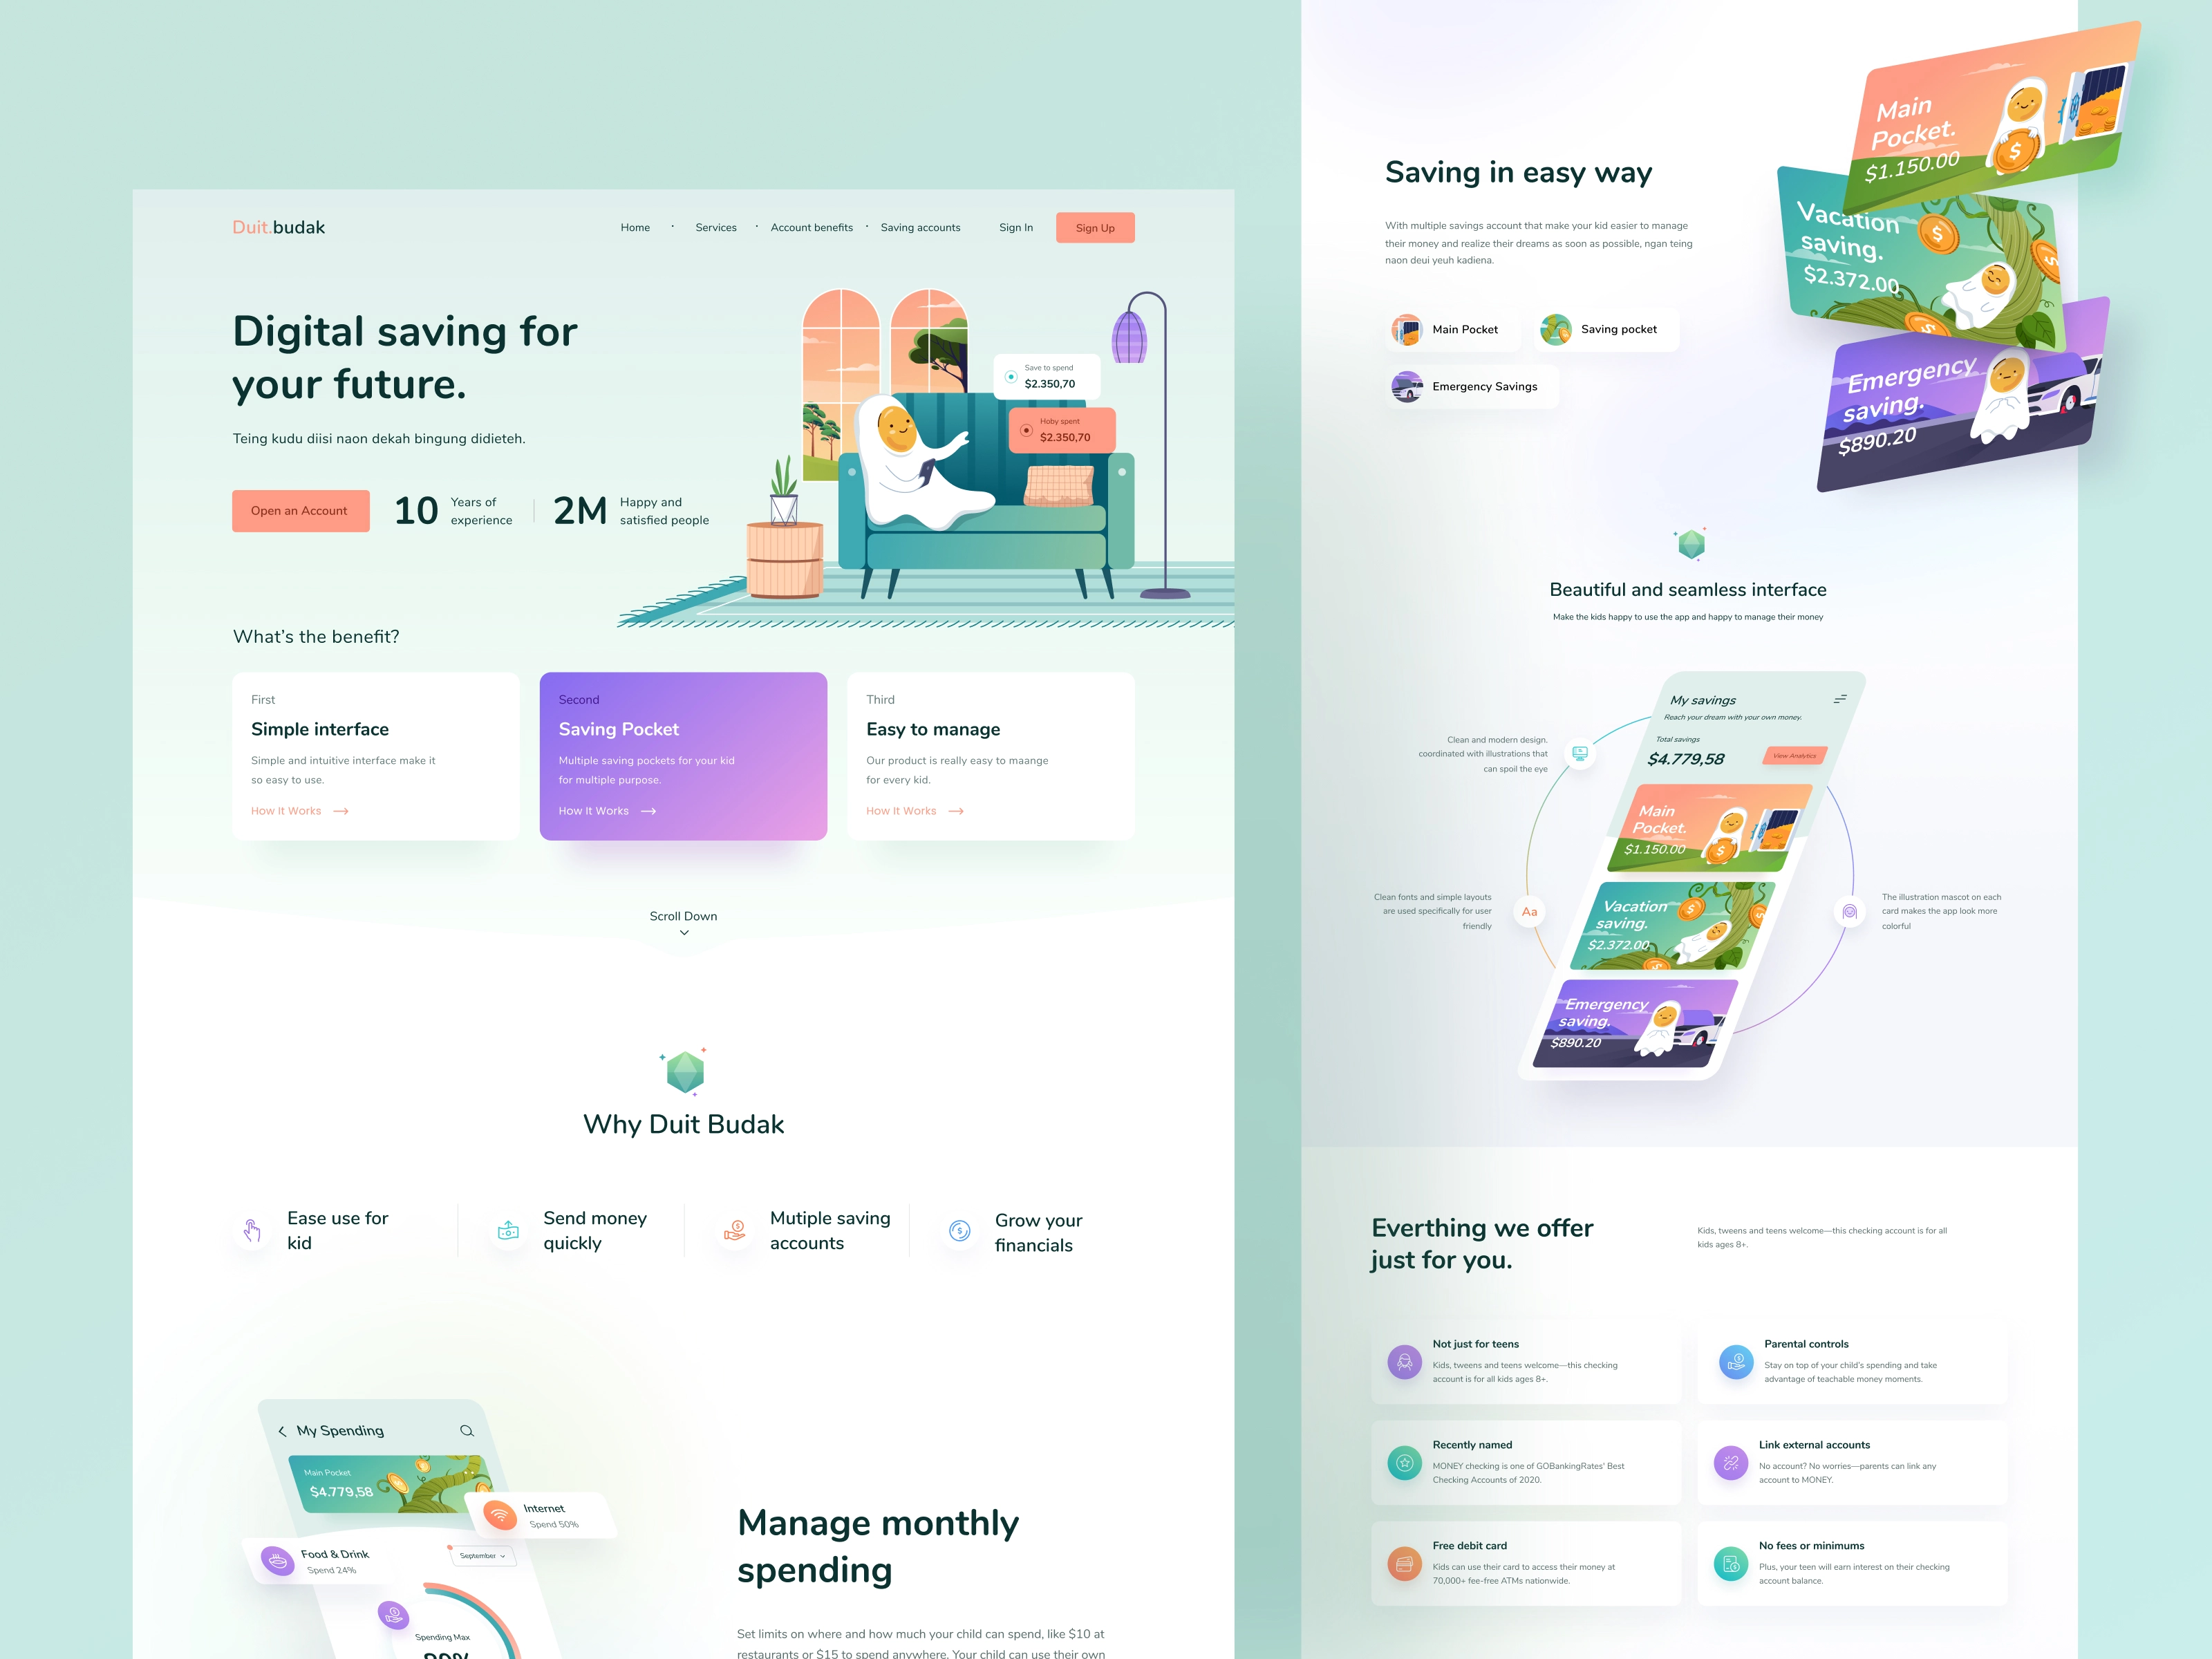 Duit.budak
Home · Services · Account benefits · Saving accounts
Sign In
Sign Up
Digital saving for
your future.
Teing kudu diisi naon dekah bingung didieteh.
Open an Account
10
Years of
experience
2M
Happy and
satisfied people
Save to spend
$2.350,70
Hoby spent
$2.350,70
What's the benefit?
First
Simple interface
Simple and intuitive interface make it
so easy to use.
How It Works
Second
Saving Pocket
Multiple saving pockets for your kid
for multiple purpose.
How It Works
Third
Easy to manage
Our product is really easy to maange
for every kid.
How It Works
Scroll Down
Why Duit Budak
Ease use for
kid
Send money
quickly
Mutiple saving
accounts
Grow your
financials
My Spending
Main Pocket
$4.779,58
Internet
Spend 50%
Food & Drink
Spend 24%
September
Spending Max
Manage monthly
spending
Set limits on where and how much your child can spend, like $10 at
restaurants or $15 to spend anywhere. Your child can use their own
Saving in easy way
With multiple savings account that make your kid easier to manage
their money and realize their dreams as soon as possible, ngan teing
naon deui yeuh kadiena.
Main Pocket
Saving pocket
Emergency Savings
Main
Pocket.
$1.150.00
Vacation
saving.
$2.372.00
Emergency
saving.
$890.20
Beautiful and seamless interface
Make the kids happy to use the app and happy to manage their money
My savings
Reach your dream with your own money.
Total savings
$4.779,58
View Analytics
Main
Pocket.
$1.150.00
Vacation
saving.
$2.372.00
Emergency
saving.
$890.20
Clean and modern design.
coordinated with illustrations that
can spoil the eye
Clean fonts and simple layouts
are used specifically for user
friendly
Aa
The illustration mascot on each
card makes the app look more
colorful
Everthing we offer
just for you.
Kids, tweens and teens welcome—this checking account is for all
kids ages 8+.
Not just for teens
Kids, tweens and teens welcome—this checking
account is for all kids ages 8+.
Parental controls
Stay on top of your child's spending and take
advantage of teachable money moments.
Recently named
MONEY checking is one of GOBankingRates' Best
Checking Accounts of 2020.
Link external accounts
No account? No worries—parents can link any
account to MONEY.
Free debit card
Kids can use their card to access their money at
70,000+ fee-free ATMs nationwide.
No fees or minimums
Plus, your teen will earn interest on their checking
account balance.